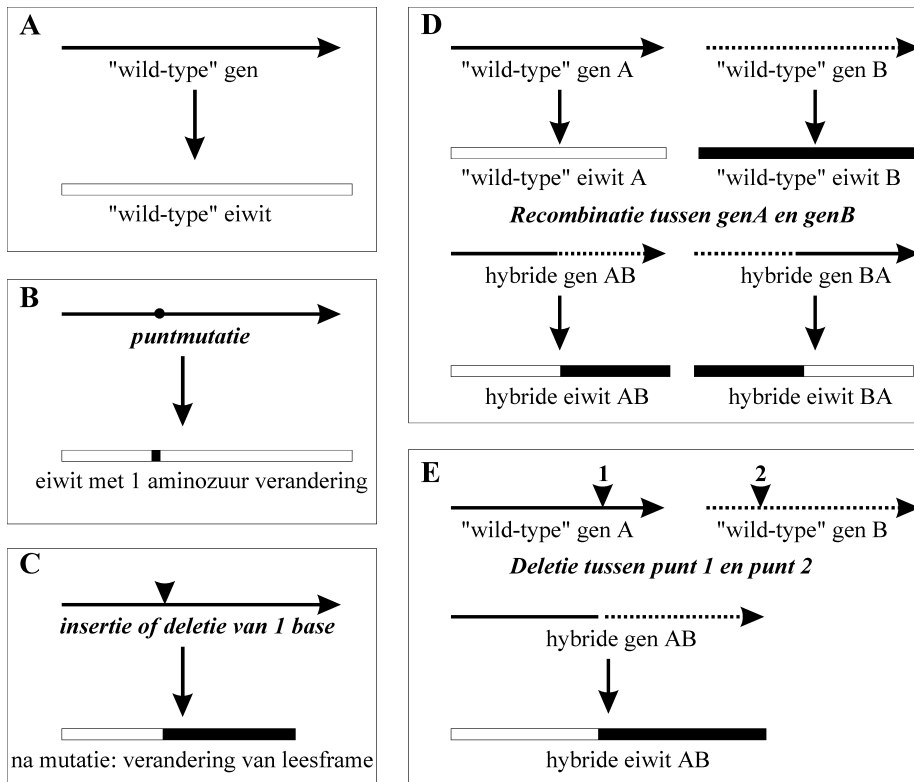 A
"wild-type" gen
"wild-type" eiwit
B
puntmutatie
eiwit met 1 aminozuur verandering
C
insertie of deletie van 1 base
na mutatie: verandering van leesframe
D
"wild-type" gen A
"wild-type" gen B
"wild-type" eiwit A
"wild-type" eiwit B
Recombinatie tussen genA en genB
hybride gen AB
hybride gen BA
hybride eiwit AB
hybride eiwit BA
E
1
2
"wild-type" gen A
"wild-type" gen B
Deletie tussen punt 1 en punt 2
hybride gen AB
hybride eiwit AB